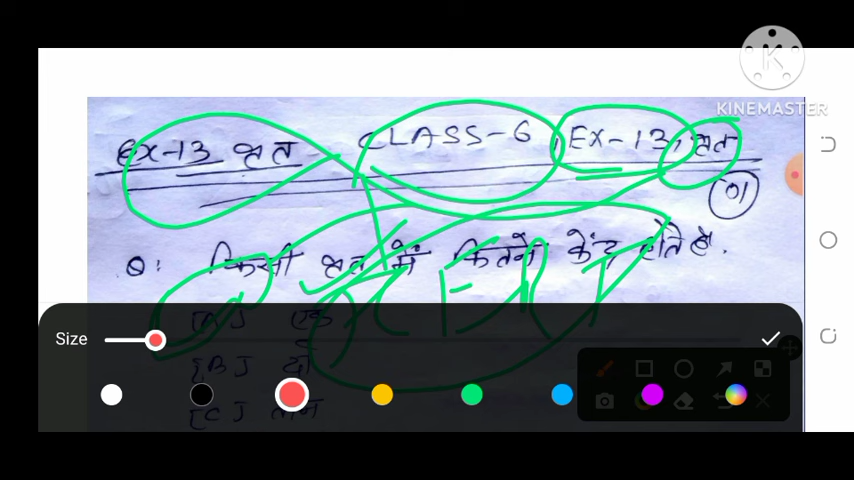 KINEMASTER
Ex-13 वृत्त CLASS-6, EX-13, वृत्त
01
Q: किसी वृत्त में कितने केंद्र होते है.
[A] एक
[B] दो
[C] तीन
Size